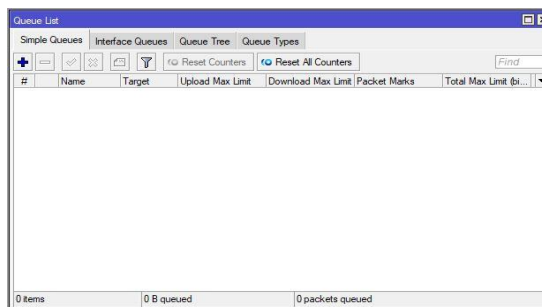 Queue List
Simple Queues Interface Queues Queue Tree Queue Types
Reset Counters Reset All Counters Find
# Name Target Upload Max Limit Download Max Limit Packet Marks Total Max Limit (bi...
0 items 0 B queued 0 packets queued